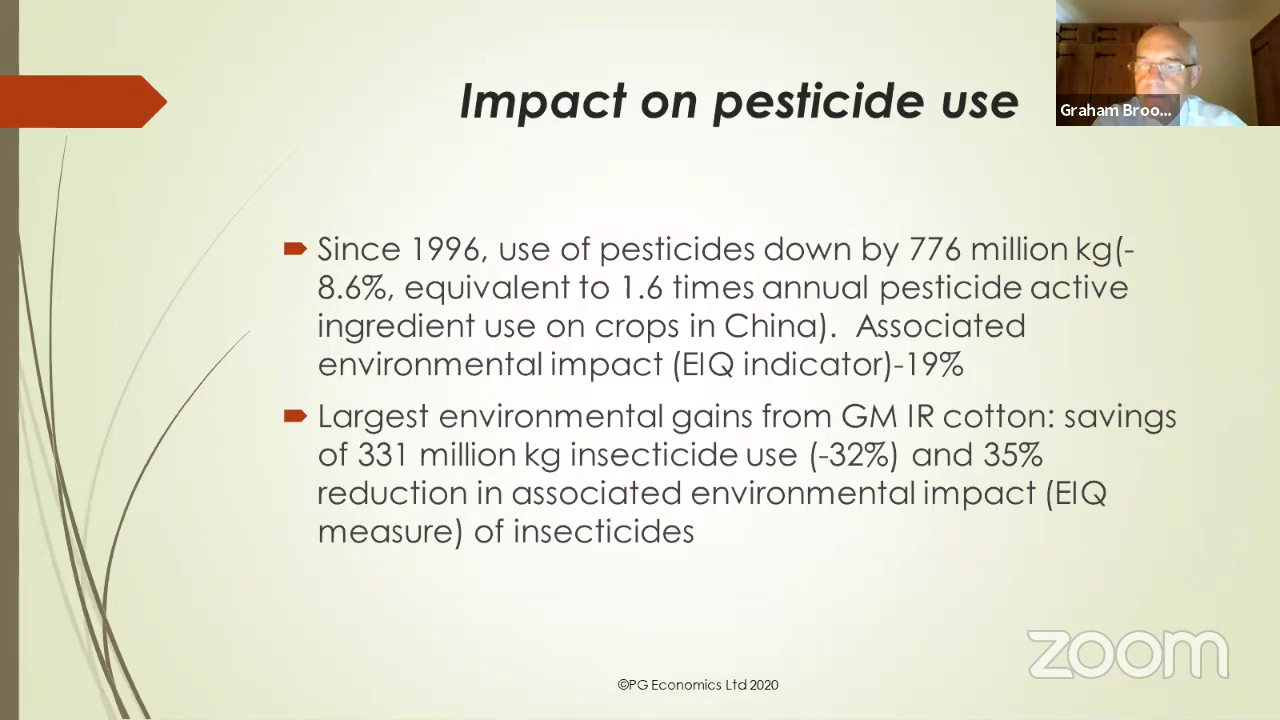 Impact on pesticide use
Graham Broo...
Since 1996, use of pesticides down by 776 million kg(-
8.6%, equivalent to 1.6 times annual pesticide active
ingredient use on crops in China).  Associated
environmental impact (EIQ indicator)-19%
Largest environmental gains from GM IR cotton: savings
of 331 million kg insecticide use (-32%) and 35%
reduction in associated environmental impact (EIQ
measure) of insecticides
zoom
©PG Economics Ltd 2020